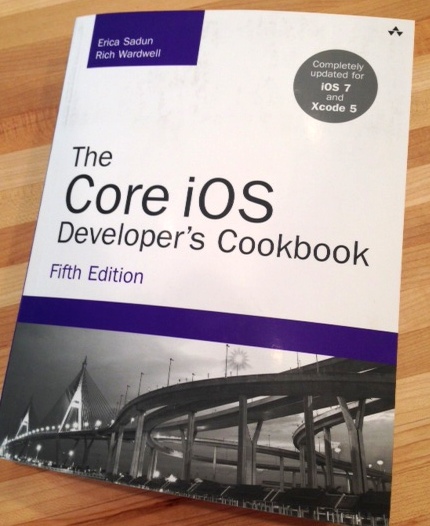 Erica Sadun
Rich Wardwell
Completely
updated for
iOS 7
and
Xcode 5
The
Core iOS
Developer's Cookbook
Fifth Edition